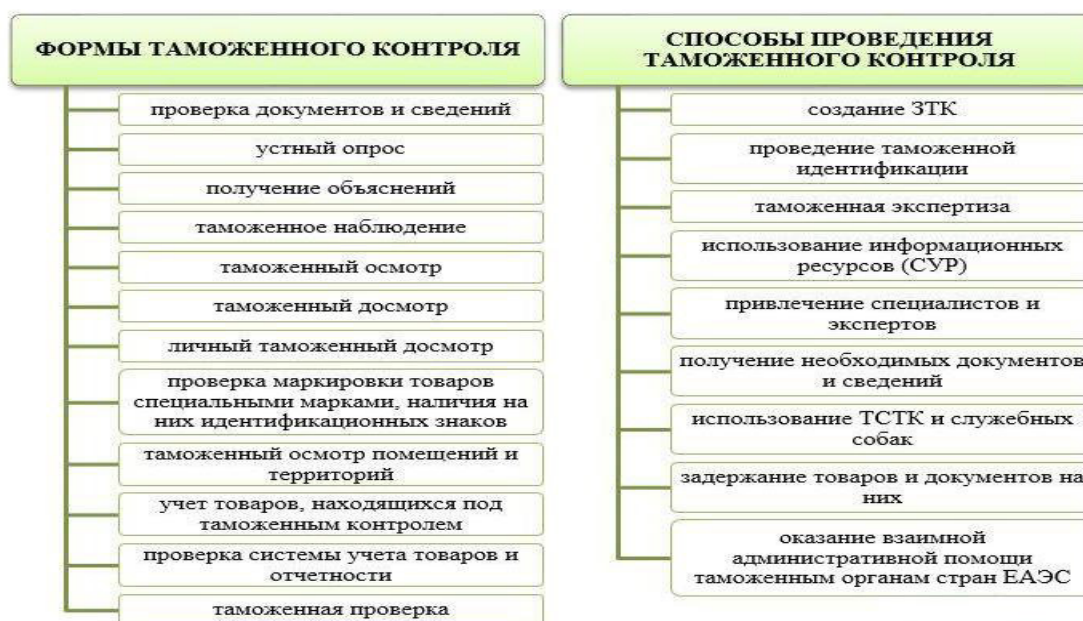 ФОРМЫ ТАМОЖЕННОГО КОНТРОЛЯ
проверка документов и сведений
устный опрос
получение объяснений
таможенное наблюдение
таможенный осмотр
таможенный досмотр
личный таможенный досмотр
проверка маркировки товаров
специальными марками, наличия на
них идентификационных знаков
таможенный осмотр помещений и
территорий
учет товаров, находящихся под
таможенным контролем
проверка системы учета товаров и
отчетности
таможенная проверка
СПОСОБЫ ПРОВЕДЕНИЯ
ТАМОЖЕННОГО КОНТРОЛЯ
создание ЗТК
проведение таможенной
идентификации
таможенная экспертиза
использование информационных
ресурсов (СУР)
привлечение специалистов и
экспертов
получение необходимых документов
и сведений
использование ТСТК и служебных
собак
задержание товаров и документов на
них
оказание взаимной
административной помощи
таможенным органам стран ЕАЭС